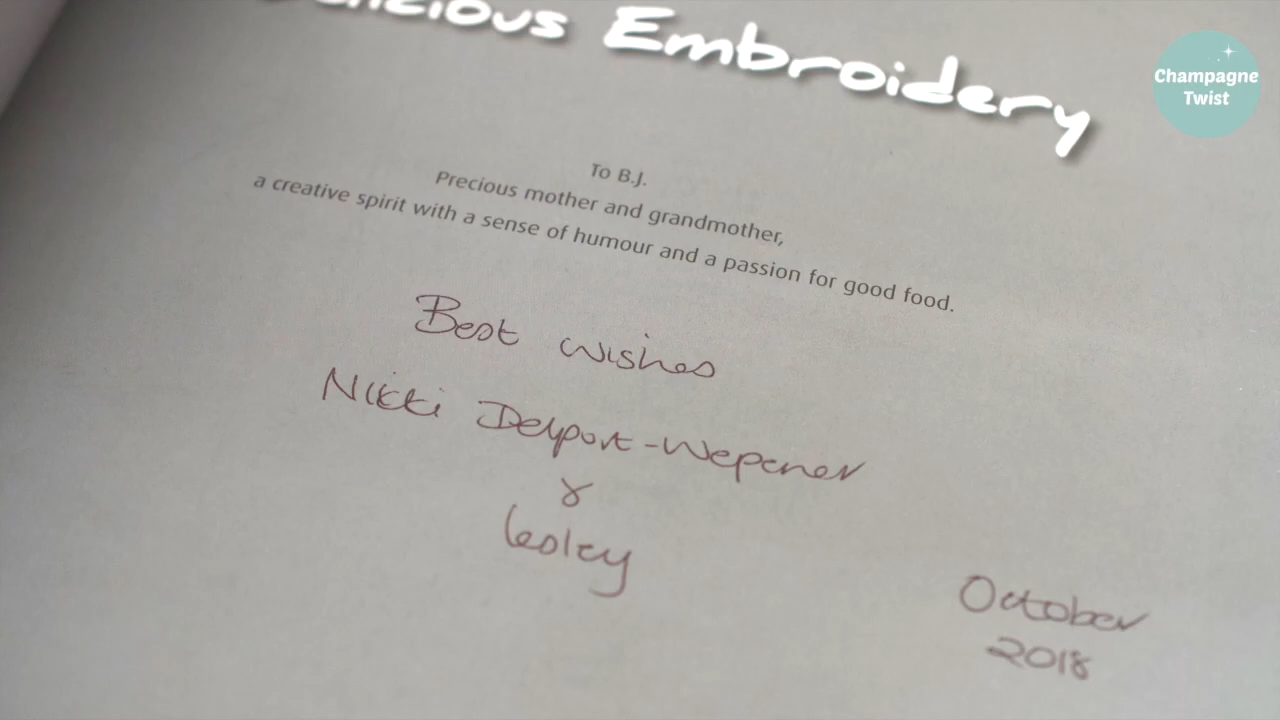 Embroidery
Champagne
Twist
To B.J.
Precious mother and grandmother,
a creative spirit with a sense of humour and a passion for good food.
Best wishes
Nikki Delport-Wepener
&
Lesley
October
2018